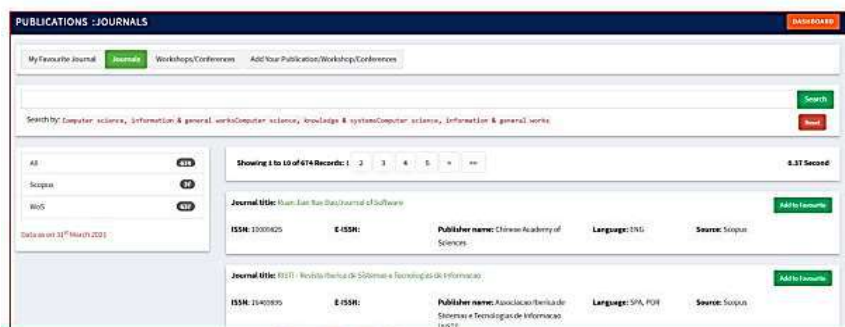 PUBLICATIONS :JOURNALS
DASHBOARD
My Favourite Journal Journals Workshops/Conferences Add Your Publication/Workshop/Conferences
Search
Search by: Computer science, information & general worksComputer science, knowledge & systemsComputer science, information & general works
Reset
All 674
Scopus
WoS
Data as on 31st March 2021
Showing 1 to 10 of 674 Records: 1 2 3 4 5 > >>
Second
Journal title: Ruan Jian Xue Bao/Journal of Software
Add to Favourite
ISSN: 10009825 E-ISSN: Publisher name: Chinese Academy of Sciences Language: ENG Source: Scopus
Journal title: RISTI - Revista Iberica de Sistemas e Tecnologias de Informacao
Add to Favourite
ISSN: 16469895 E-ISSN: Publisher name: Associacao Iberica de Sistemas e Tecnologias de Informacao Language: SPA, POR Source: Scopus